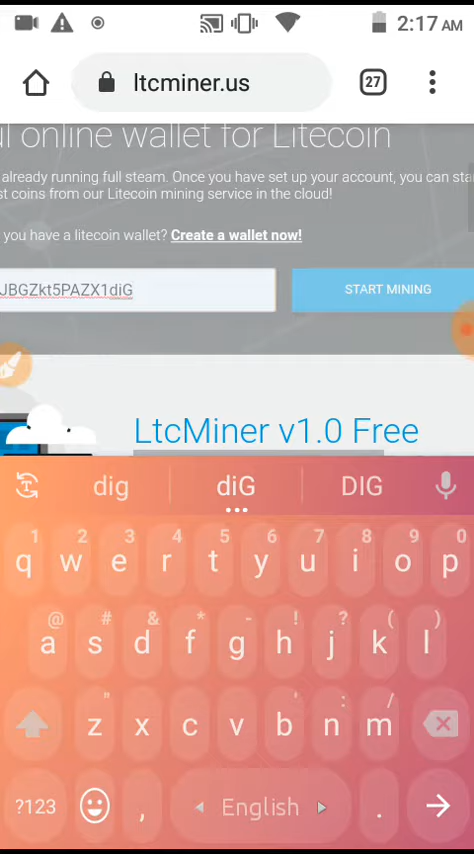 2:17 AM
ltcminer.us
27
ul online wallet for Litecoin
already running full steam. Once you have set up your account, you can sta
st coins from our Litecoin mining service in the cloud!
you have a litecoin wallet? Create a wallet now!
JBGZkt5PAZX1diG
START MINING
LtcMiner v1.0 Free
dig diG DIG
1 2 3 4 5 6 7 8 9 0
q w e r t y u i o p
@ # & * - ! ? ( )
a s d f g h j k l
" ' : /
z x c v b n m
?123 , English .